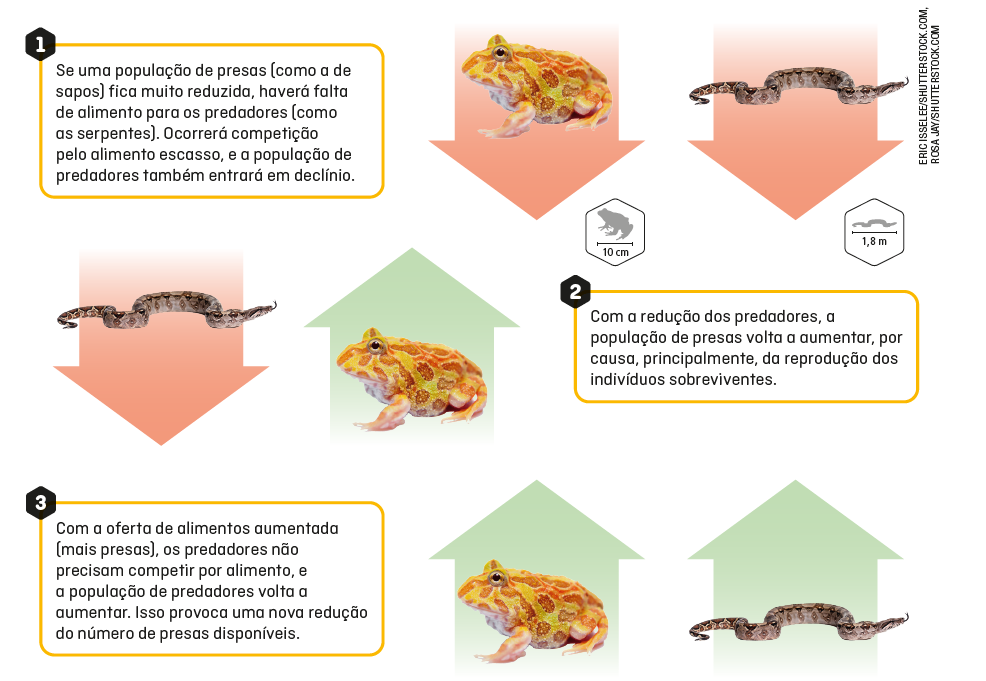 1
Se uma população de presas (como a de
sapos) fica muito reduzida, haverá falta
de alimento para os predadores (como
as serpentes). Ocorrerá competição
pelo alimento escasso, e a população de
predadores também entrará em declínio.
ERIC ISSELEE/SHUTTERSTOCK.COM,
ROSA JAY/SHUTTERSTOCK.COM
10 cm
1,8 m
2
Com a redução dos predadores, a
população de presas volta a aumentar, por
causa, principalmente, da reprodução dos
indivíduos sobreviventes.
3
Com a oferta de alimentos aumentada
(mais presas), os predadores não
precisam competir por alimento, e
a população de predadores volta a
aumentar. Isso provoca uma nova redução
do número de presas disponíveis.